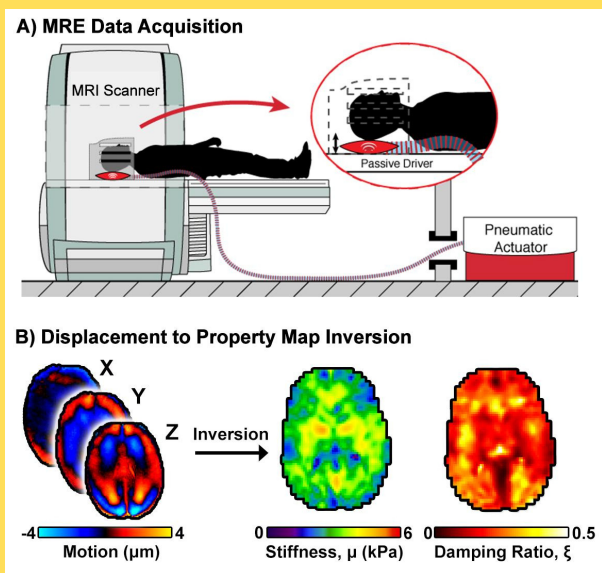 A) MRE Data Acquisition
MRI Scanner
Passive Driver
Pneumatic
Actuator
B) Displacement to Property Map Inversion
X
Y
Z
Inversion
-4 4
Motion (μm)
0 6
Stiffness, μ (kPa)
0 0.5
Damping Ratio, ξ